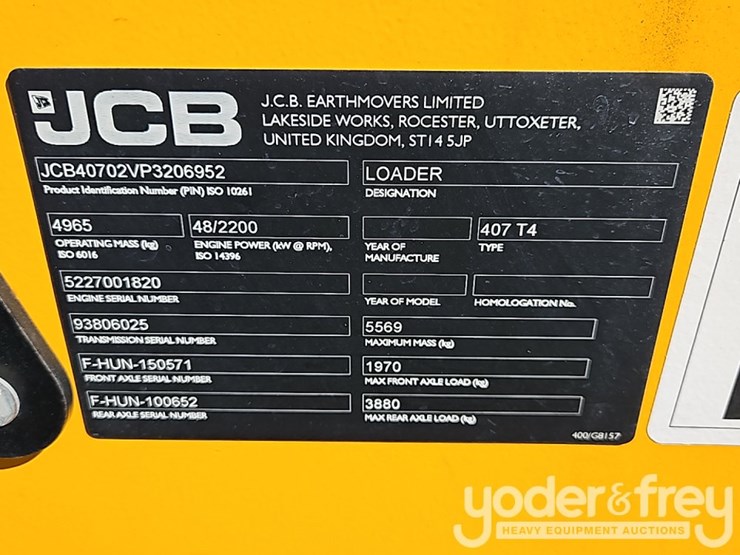 JCB
J.C.B. EARTHMOVERS LIMITED
LAKESIDE WORKS, ROCESTER, UTTOXETER,
UNITED KINGDOM, ST14 5JP
JCB40702VP3206952
Product Identification Number (PIN) ISO 10261
LOADER
DESIGNATION
4965
OPERATING MASS (kg)
ISO 6016
48/2200
ENGINE POWER (kW @ RPM),
ISO 14396
YEAR OF
MANUFACTURE
407 T4
TYPE
5227001820
ENGINE SERIAL NUMBER
YEAR OF MODEL
HOMOLOGATION No.
93806025
TRANSMISSION SERIAL NUMBER
5569
MAXIMUM MASS (kg)
F-HUN-150571
FRONT AXLE SERIAL NUMBER
1970
MAX FRONT AXLE LOAD (kg)
F-HUN-100652
REAR AXLE SERIAL NUMBER
3880
MAX REAR AXLE LOAD (kg)
400/G8157
yoder&frey
HEAVY EQUIPMENT AUCTIONS